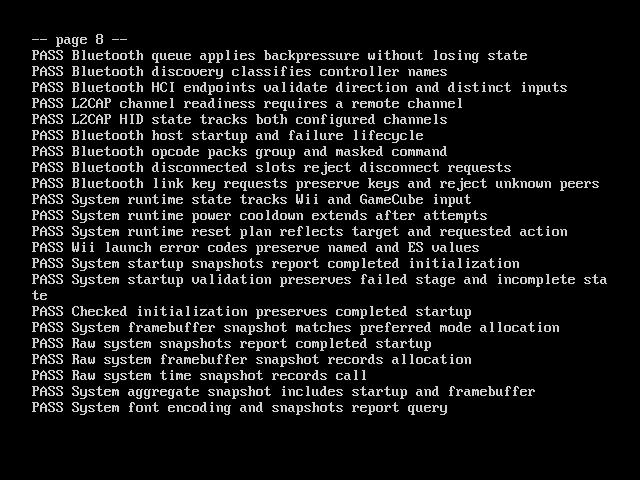 -- page 8 --
PASS Bluetooth queue applies backpressure without losing state
PASS Bluetooth discovery classifies controller names
PASS Bluetooth HCI endpoints validate direction and distinct inputs
PASS L2CAP channel readiness requires a remote channel
PASS L2CAP HID state tracks both configured channels
PASS Bluetooth host startup and failure lifecycle
PASS Bluetooth opcode packs group and masked command
PASS Bluetooth disconnected slots reject disconnect requests
PASS Bluetooth link key requests preserve keys and reject unknown peers
PASS System runtime state tracks Wii and GameCube input
PASS System runtime power cooldown extends after attempts
PASS System runtime reset plan reflects target and requested action
PASS Wii launch error codes preserve named and ES values
PASS System startup snapshots report completed initialization
PASS System startup validation preserves failed stage and incomplete sta
te
PASS Checked initialization preserves completed startup
PASS System framebuffer snapshot matches preferred mode allocation
PASS Raw system snapshots report completed startup
PASS Raw system framebuffer snapshot records allocation
PASS Raw system time snapshot records call
PASS System aggregate snapshot includes startup and framebuffer
PASS System font encoding and snapshots report query